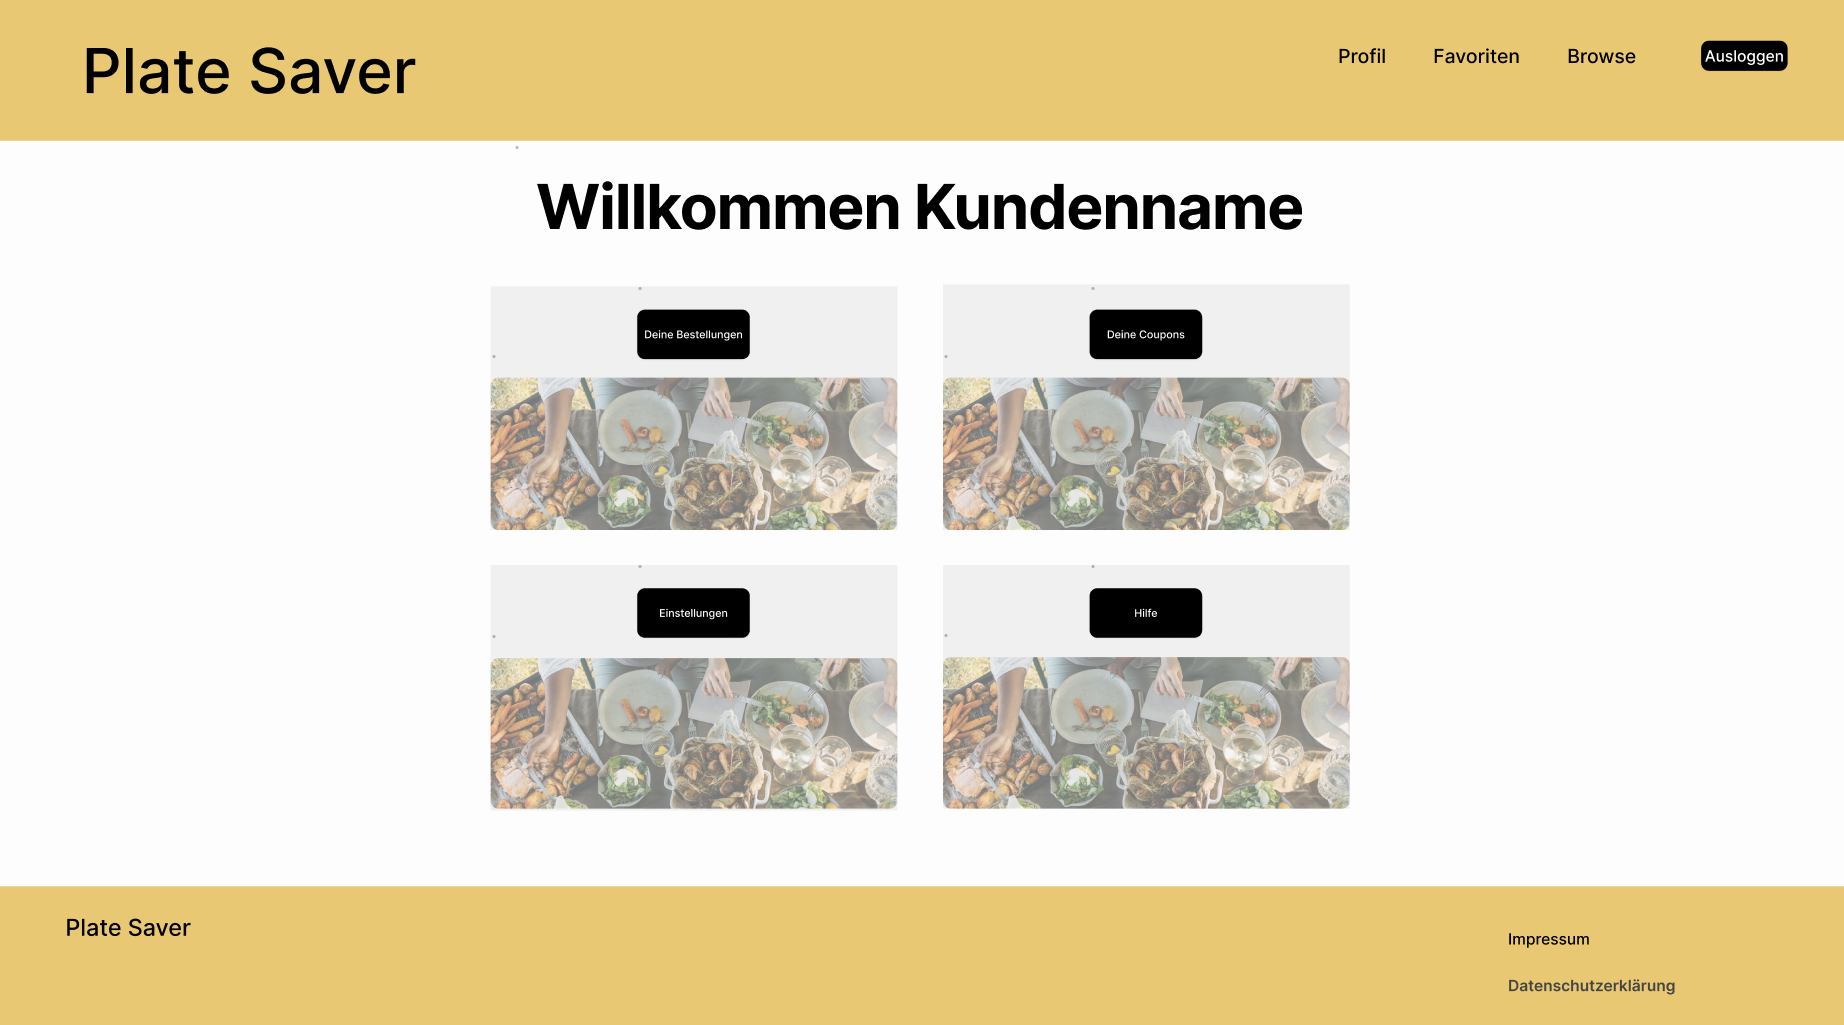 Plate Saver
Profil
Favoriten
Browse
Ausloggen
Willkommen Kundenname
Deine Bestellungen
Deine Coupons
Einstellungen
Hilfe
Plate Saver
Impressum
Datenschutzerklärung